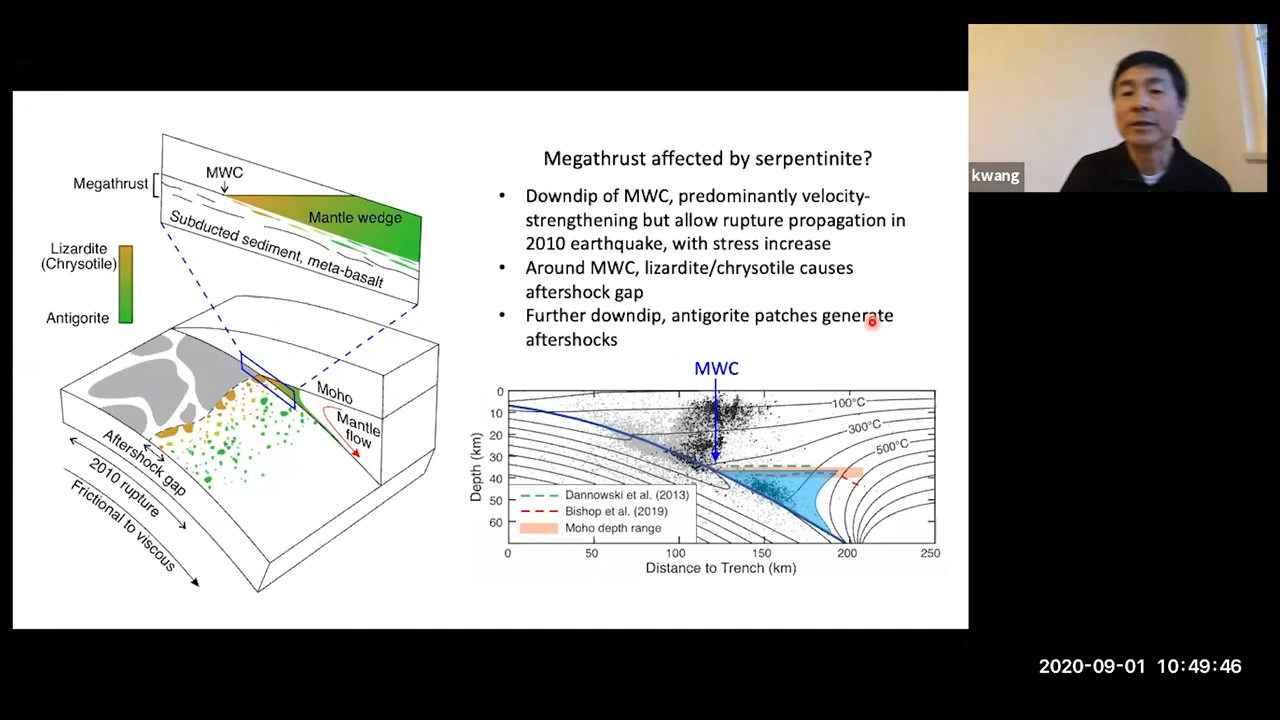 MWC
Megathrust
Mantle wedge
Subducted sediment, meta-basalt
Lizardite
(Chrysotile)
Antigorite
Moho
Mantle
flow
Aftershock gap
2010 rupture
Frictional to viscous
Megathrust affected by serpentinite?
• Downdip of MWC, predominantly velocity-
strengthening but allow rupture propagation in
2010 earthquake, with stress increase
• Around MWC, lizardite/chrysotile causes
aftershock gap
• Further downdip, antigorite patches generate
aftershocks
MWC
0
10
20
30
40
50
60
Depth (km)
100°C
300°C
500°C
Dannowski et al. (2013)
Bishop et al. (2019)
Moho depth range
0 50 100 150 200 250
Distance to Trench (km)
kwang
2020-09-01 10:49:46